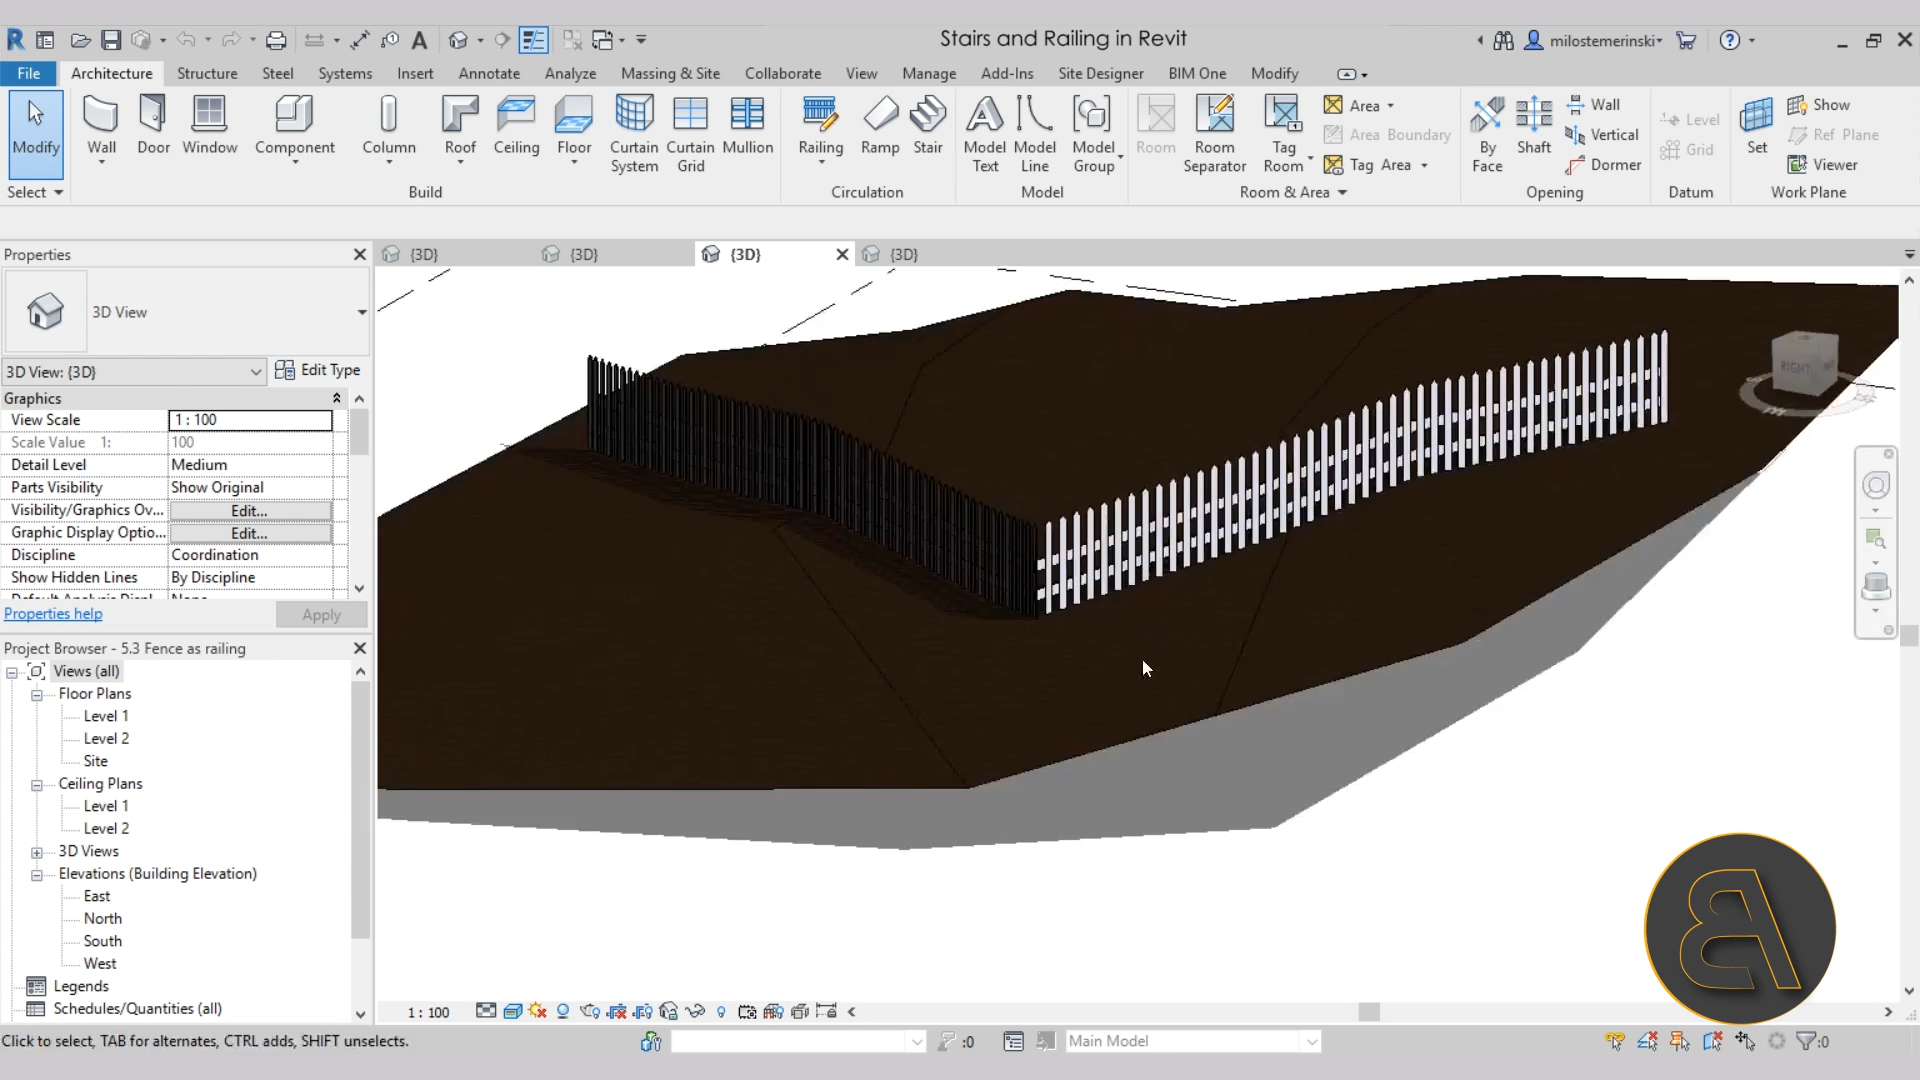 Stairs and Railing in Revit
milostemerinski
File Architecture Structure Steel Systems Insert Annotate Analyze Massing & Site Collaborate View Manage Add-Ins Site Designer BIM One Modify
Modify
Wall Door Window Component Column Roof Ceiling Floor Curtain System Curtain Grid Mullion
Railing Ramp Stair
Model Text Model Line Model Group
Room Room Separator Tag Room
Area
Area Boundary
Tag Area
By Face Shaft
Wall
Vertical
Dormer
Level
Grid
Set
Show
Ref Plane
Viewer
Select Build Circulation Model Room & Area Opening Datum Work Plane
Properties
{3D} {3D} {3D} {3D}
3D View
3D View: {3D} Edit Type
Graphics
View Scale 1 : 100
Scale Value 1: 100
Detail Level Medium
Parts Visibility Show Original
Visibility/Graphics Ov... Edit...
Graphic Display Optio... Edit...
Discipline Coordination
Show Hidden Lines By Discipline
Properties help Apply
Project Browser - 5.3 Fence as railing
Views (all)
Floor Plans
Level 1
Level 2
Site
Ceiling Plans
Level 1
Level 2
3D Views
Elevations (Building Elevation)
East
North
South
West
Legends
Schedules/Quantities (all)
RIGHT
1 : 100
Click to select, TAB for alternates, CTRL adds, SHIFT unselects.
:0
Main Model
:0